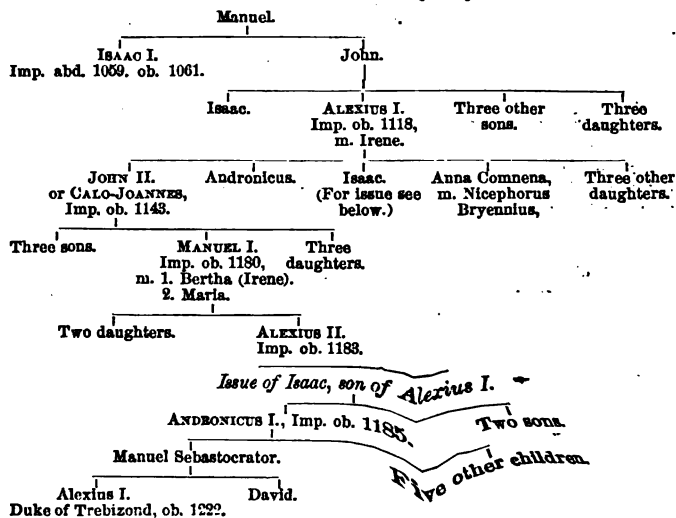 Manuel.
ISAAC I. John.
Imp. abd. 1059. ob. 1061.
Isaac. ALEXIUS I. Three other Three
Imp. ob. 1118, sons. daughters.
m. Irene.
JOHN II. Andronicus. Isaac. Anna Comnena, Three other
or CALO-JOANNES, (For issue see m. Nicephorus daughters.
Imp. ob. 1143. below.) Bryennius,
Three sons. MANUEL I. Three
Imp. ob. 1180, daughters.
m. 1. Bertha (Irene).
2. Maria.
Two daughters. ALEXIUS II.
Imp. ob. 1183.
Issue of Isaac, son of Alexius I.
ANDRONICUS I., Imp. ob. 1185. Two sons.
Manuel Sebastocrator. Five other children.
Alexius I. David.
Duke of Trebizond, ob. 1222.